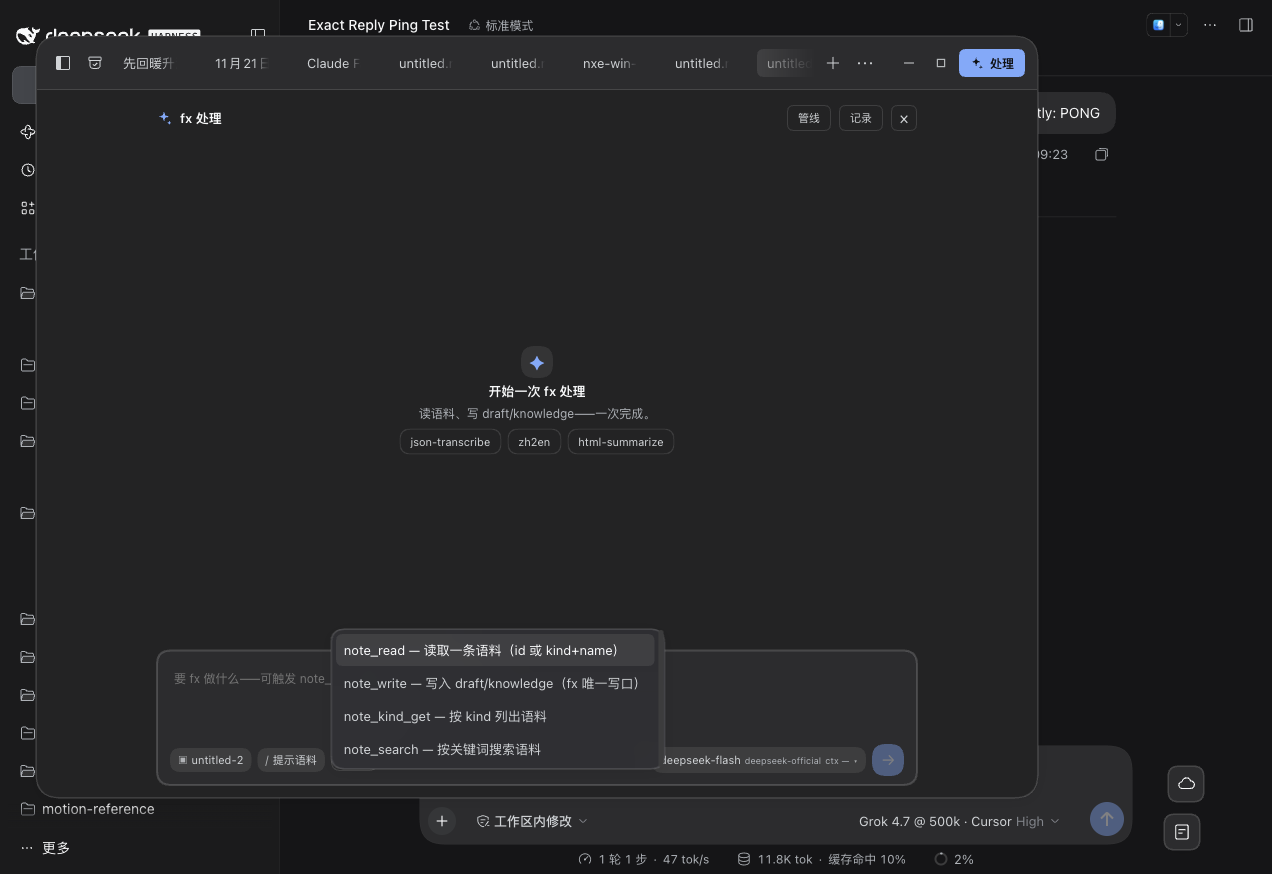 deepseek HARNESS
Exact Reply Ping Test 标准模式
先回暖升 11月21日 Claude untitled. untitled. nxe-win- untitled. untitled 处理
fx 处理 管线 记录
tly: PONG
09:23
工作
开始一次 fx 处理
读语料、写 draft/knowledge——一次完成。
json-transcribe zh2en html-summarize
note_read — 读取一条语料（id 或 kind+name）
要 fx 做什么——可触发 note_
note_write — 写入 draft/knowledge（fx 唯一写口）
note_kind_get — 按 kind 列出语料
note_search — 按关键词搜索语料
untitled-2 / 提示语料 deepseek-flash deepseek-official ctx —
motion-reference
工作区内修改 Grok 4.7 @ 500k · Cursor High
··· 更多
1 轮 1 步 · 47 tok/s 11.8K tok · 缓存命中 10% 2%